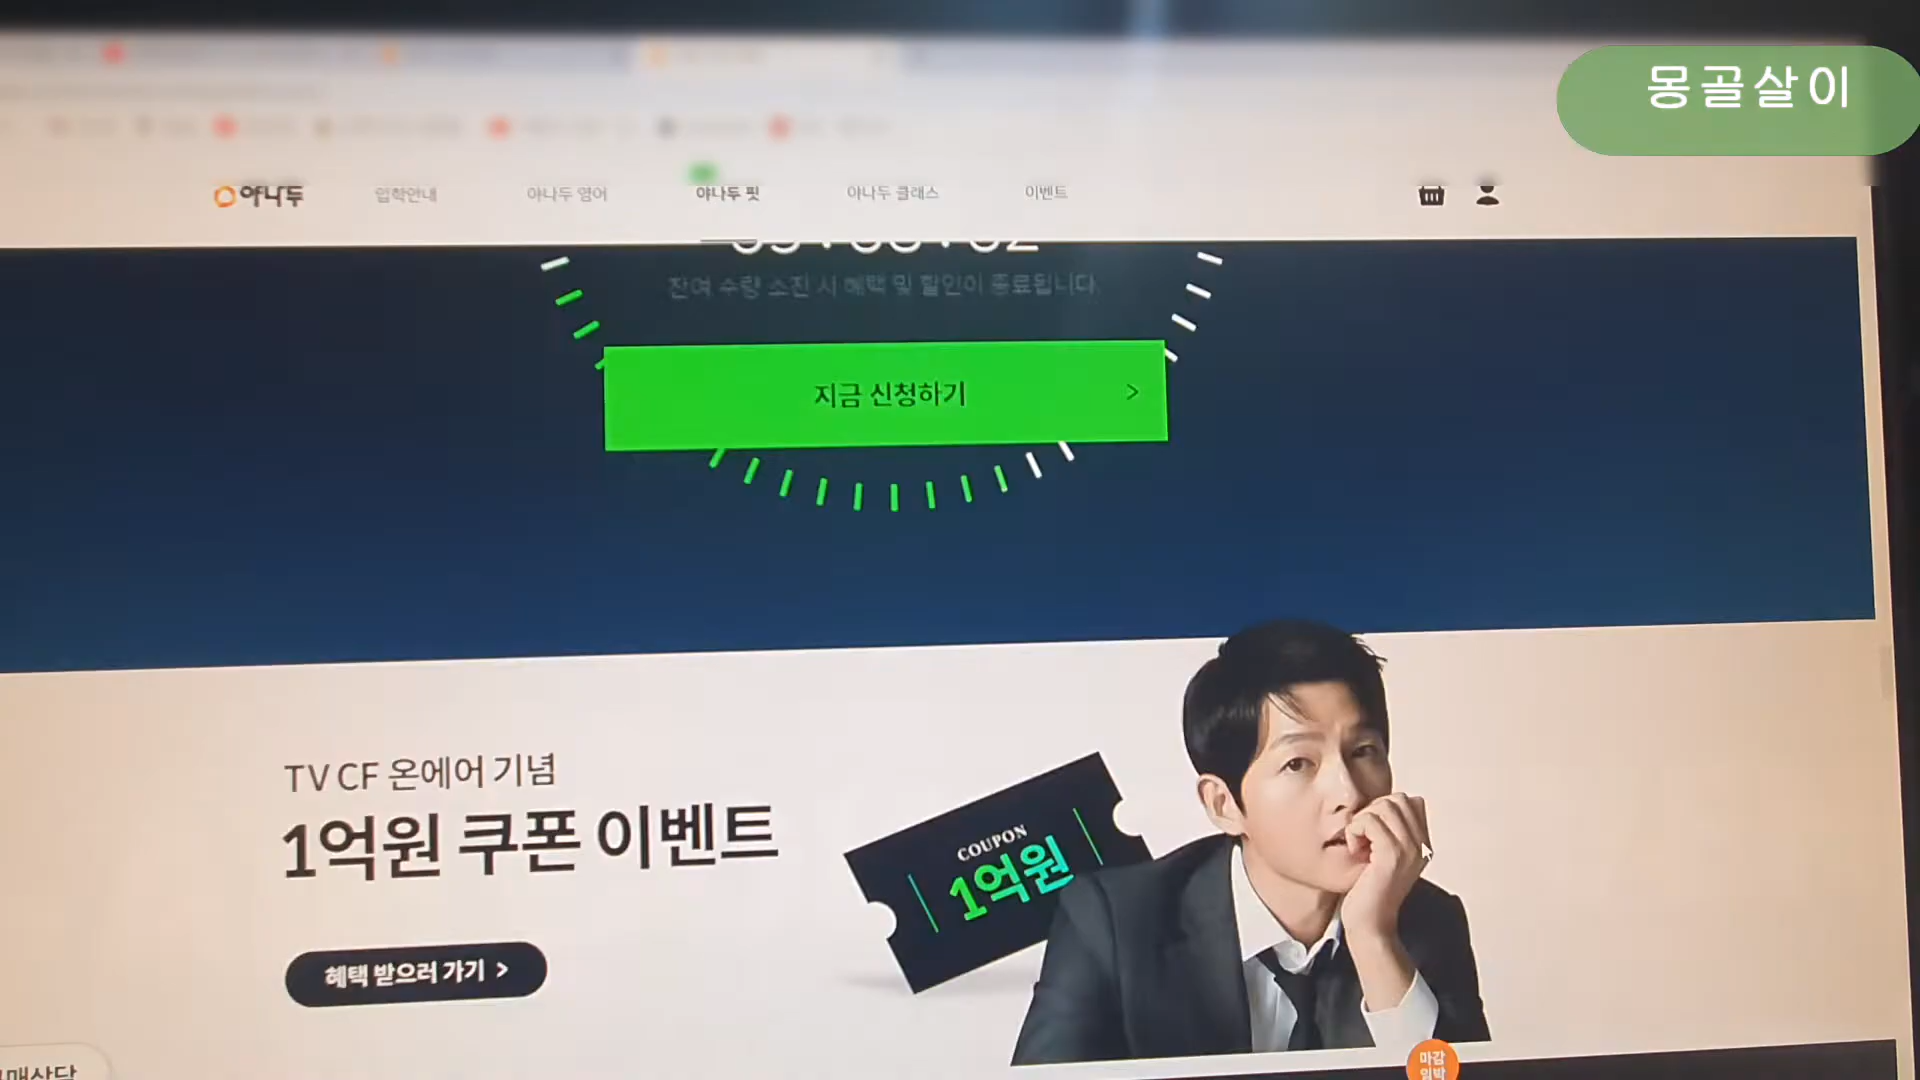 몽골살이
야나두 입학안내 야나두 영어 야나두 핏 야나두 클래스 이벤트
잔여 수량 소진 시 혜택 및 할인이 종료됩니다.
지금 신청하기 >
TV CF 온에어 기념
1억원 쿠폰 이벤트
COUPON
1억원
혜택 받으러 가기 >
마감
임박